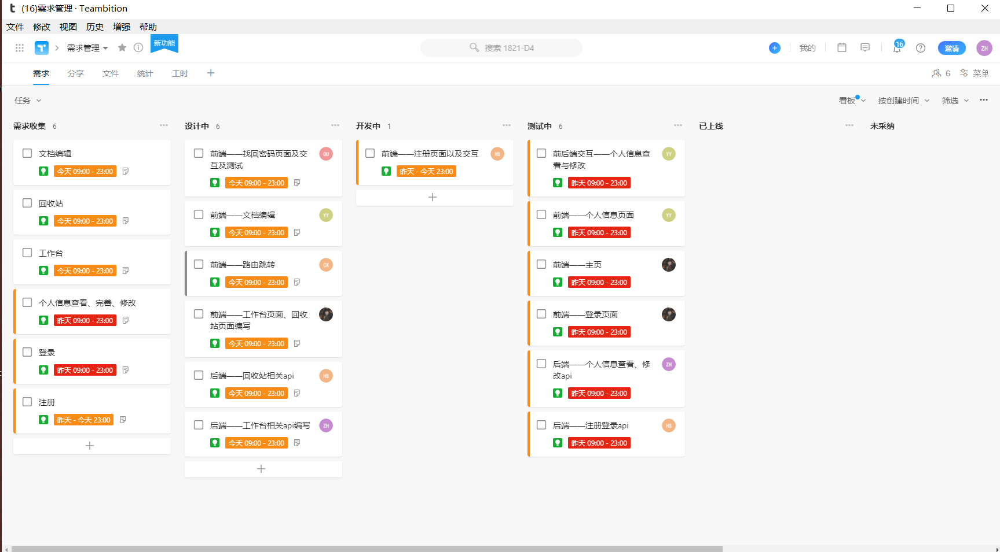 (16)需求管理 · Teambition
文件 修改 视图 历史 增强 帮助
需求管理
新功能
搜索 1821-D4
我的
16
邀请
ZH
需求 分享 文件 统计 工时
6 菜单
任务
看板 按创建时间 筛选
需求收集 6
文档编辑
今天 09:00 - 23:00
回收站
今天 09:00 - 23:00
工作台
今天 09:00 - 23:00
个人信息查看、完善、修改
昨天 09:00 - 23:00
登录
昨天 09:00 - 23:00
注册
昨天 - 今天 23:00
设计中 6
前端——找回密码页面及交
互及测试
QU
今天 09:00 - 23:00
前端——文档编辑
YY
今天 09:00 - 23:00
前端——路由跳转
CX
今天 09:00 - 23:00
前端——工作台页面、回收
站页面编写
今天 09:00 - 23:00
后端——回收站相关api
HS
今天 09:00 - 23:00
后端——工作台相关api编写
ZH
今天 09:00 - 23:00
开发中 1
前端——注册页面以及交互
HS
昨天 - 今天 23:00
测试中 6
前后端交互——个人信息查
看与修改
YY
昨天 09:00 - 23:00
前端——个人信息页面
YY
昨天 09:00 - 23:00
前端——主页
昨天 09:00 - 23:00
前端——登录页面
昨天 09:00 - 23:00
后端——个人信息查看、修
改api
ZH
昨天 09:00 - 23:00
后端——注册登录api
HS
昨天 09:00 - 23:00
已上线
未采纳